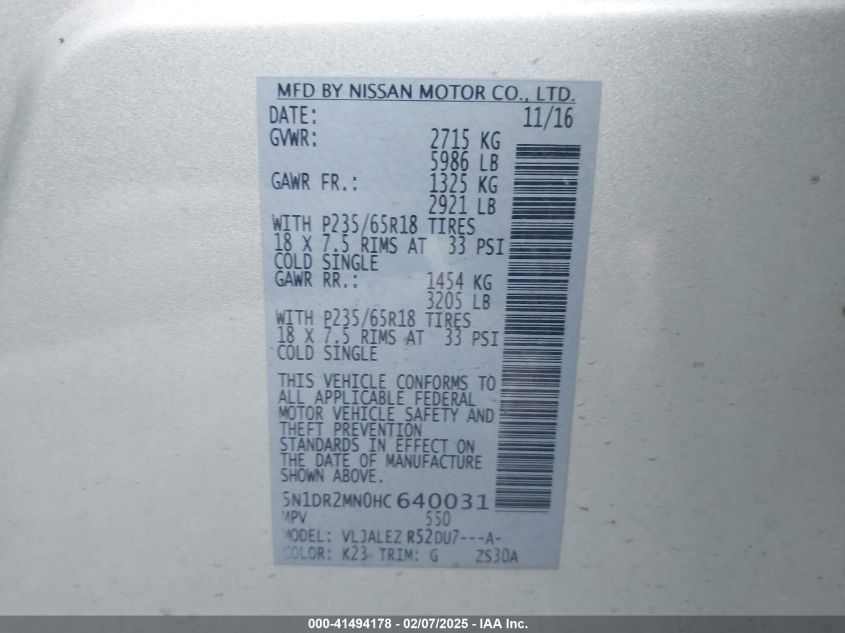 MFD BY NISSAN MOTOR CO., LTD.
DATE: 11/16
GVWR: 2715 KG
5986 LB
GAWR FR.: 1325 KG
2921 LB
WITH P235/65R18 TIRES
18 X 7.5 RIMS AT 33 PSI
COLD SINGLE
GAWR RR.: 1454 KG
3205 LB
WITH P235/65R18 TIRES
18 X 7.5 RIMS AT 33 PSI
COLD SINGLE
THIS VEHICLE CONFORMS TO
ALL APPLICABLE FEDERAL
MOTOR VEHICLE SAFETY AND
THEFT PREVENTION
STANDARDS IN EFFECT ON
THE DATE OF MANUFACTURE
SHOWN ABOVE.
5N1DR2MN0HC640031
MPV 550
MODEL: VLJALEZ R52DU7---A-
COLOR: K23 TRIM: G ZS30A
000-41494178 - 02/07/2025 - IAA Inc.